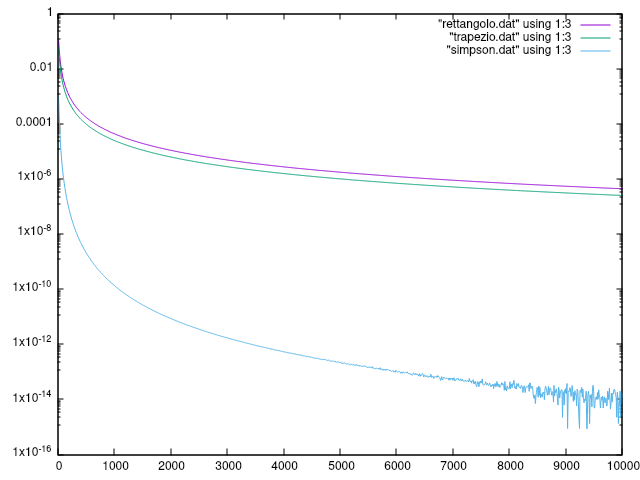 "rettangolo.dat" using 1:3
"trapezio.dat" using 1:3
"simpson.dat" using 1:3
1
0.01
0.0001
1x10-6
1x10-8
1x10-10
1x10-12
1x10-14
1x10-16
0 1000 2000 3000 4000 5000 6000 7000 8000 9000 10000